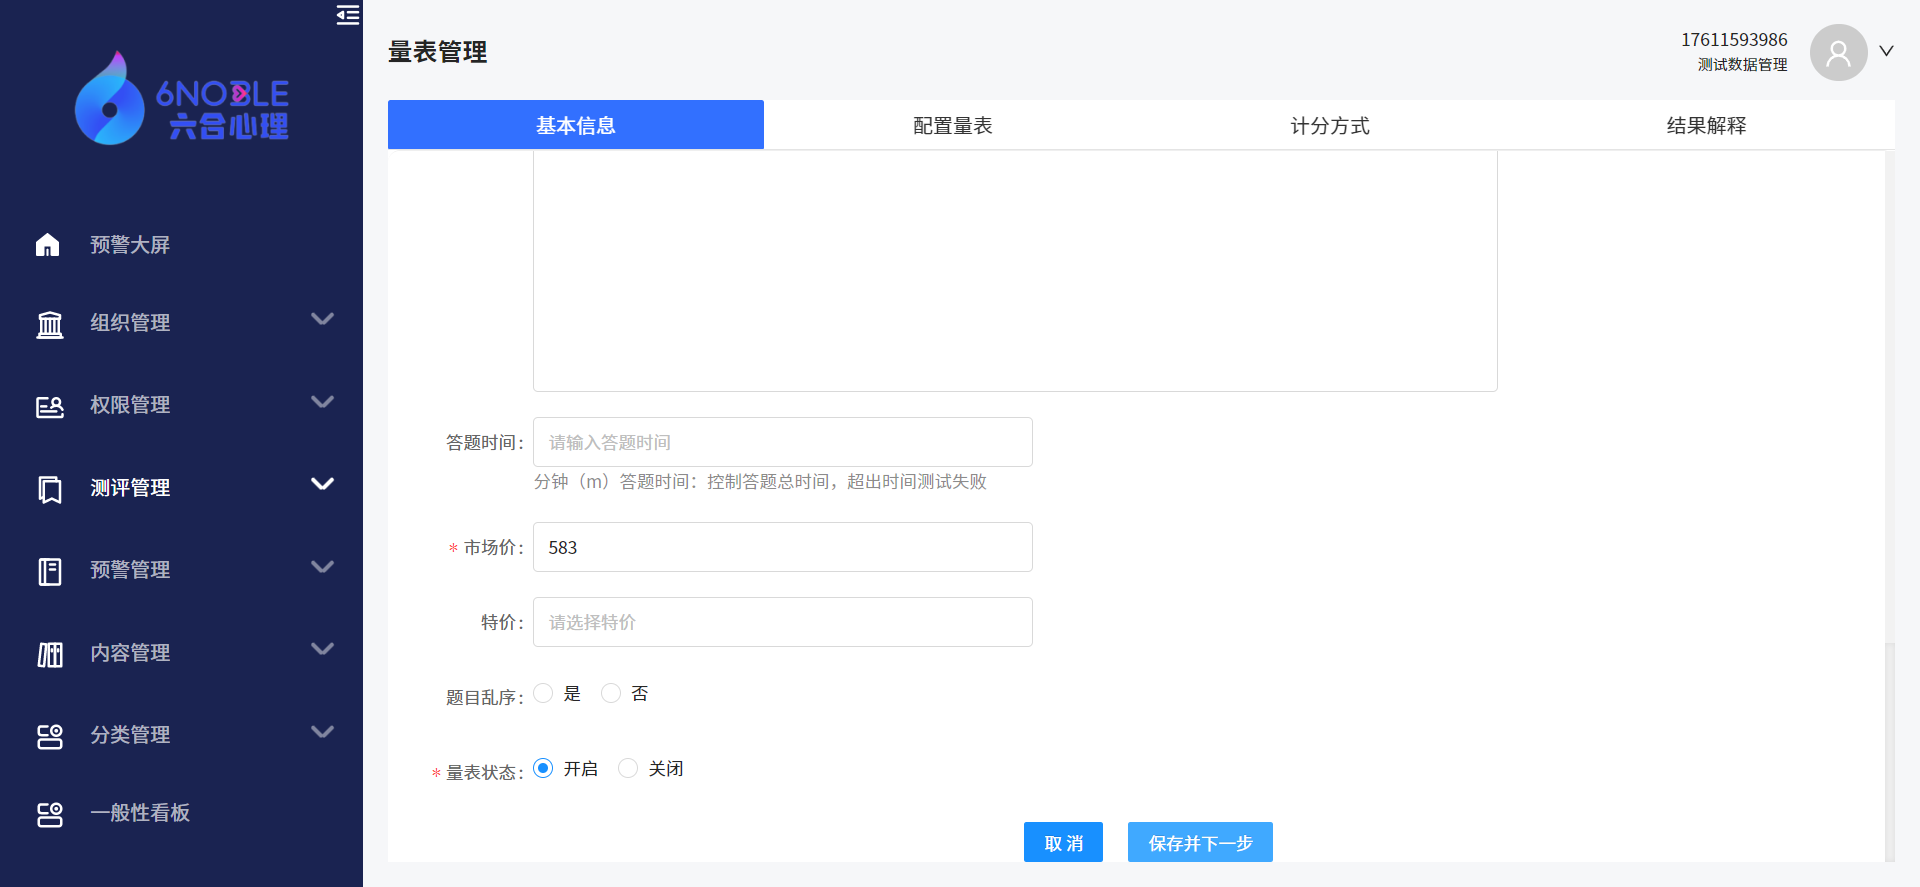 6NOBLE
六合心理
预警大屏
组织管理
权限管理
测评管理
预警管理
内容管理
分类管理
一般性看板
量表管理
17611593986
测试数据管理
基本信息
配置量表
计分方式
结果解释
答题时间：
请输入答题时间
分钟（m）答题时间：控制答题总时间，超出时间测试失败
* 市场价：
583
特价：
请选择特价
题目乱序：
是
否
* 量表状态：
开启
关闭
取 消
保存并下一步